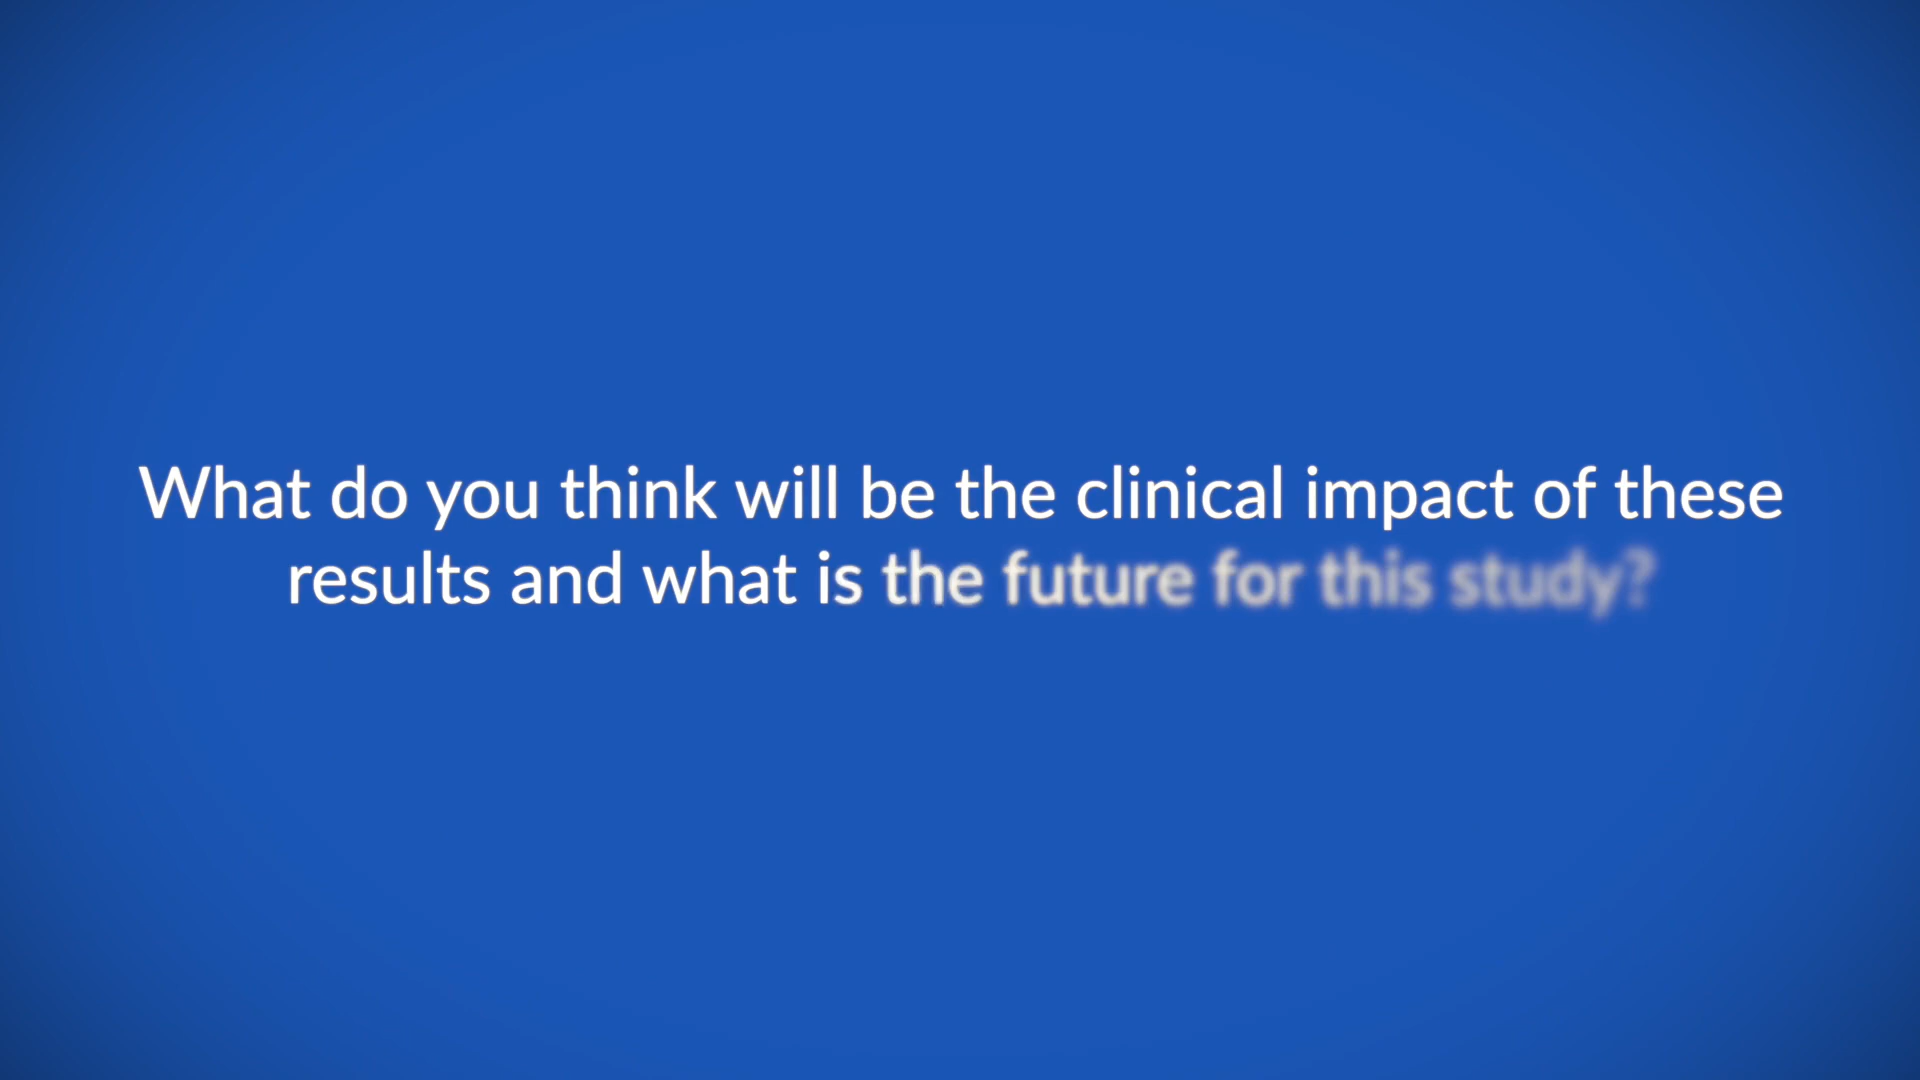 What do you think will be the clinical impact of these
results and what is the future for this study?